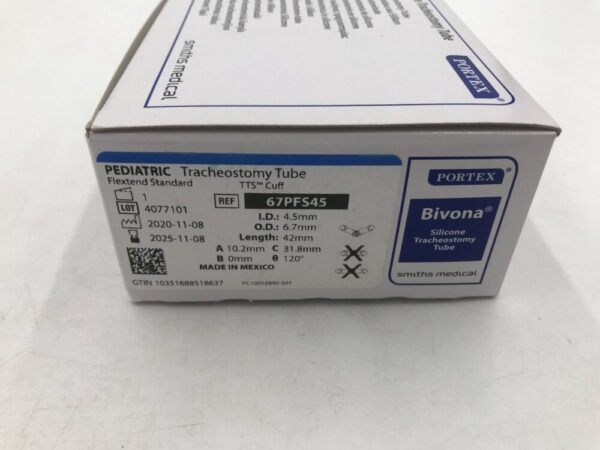 smiths medical
Tracheostomy Tube
PORTEX®
PEDIATRIC Tracheostomy Tube
Flextend Standard TTS™ Cuff
1
REF 67PFS45
LOT 4077101
2020-11-08
2025-11-08
I.D.: 4.5mm
O.D.: 6.7mm
Length: 42mm
A 10.2mm C 31.8mm
B 0mm θ 120°
MADE IN MEXICO
GTIN 10351688518637
PORTEX®
Bivona®
Silicone
Tracheostomy
Tube
smiths medical